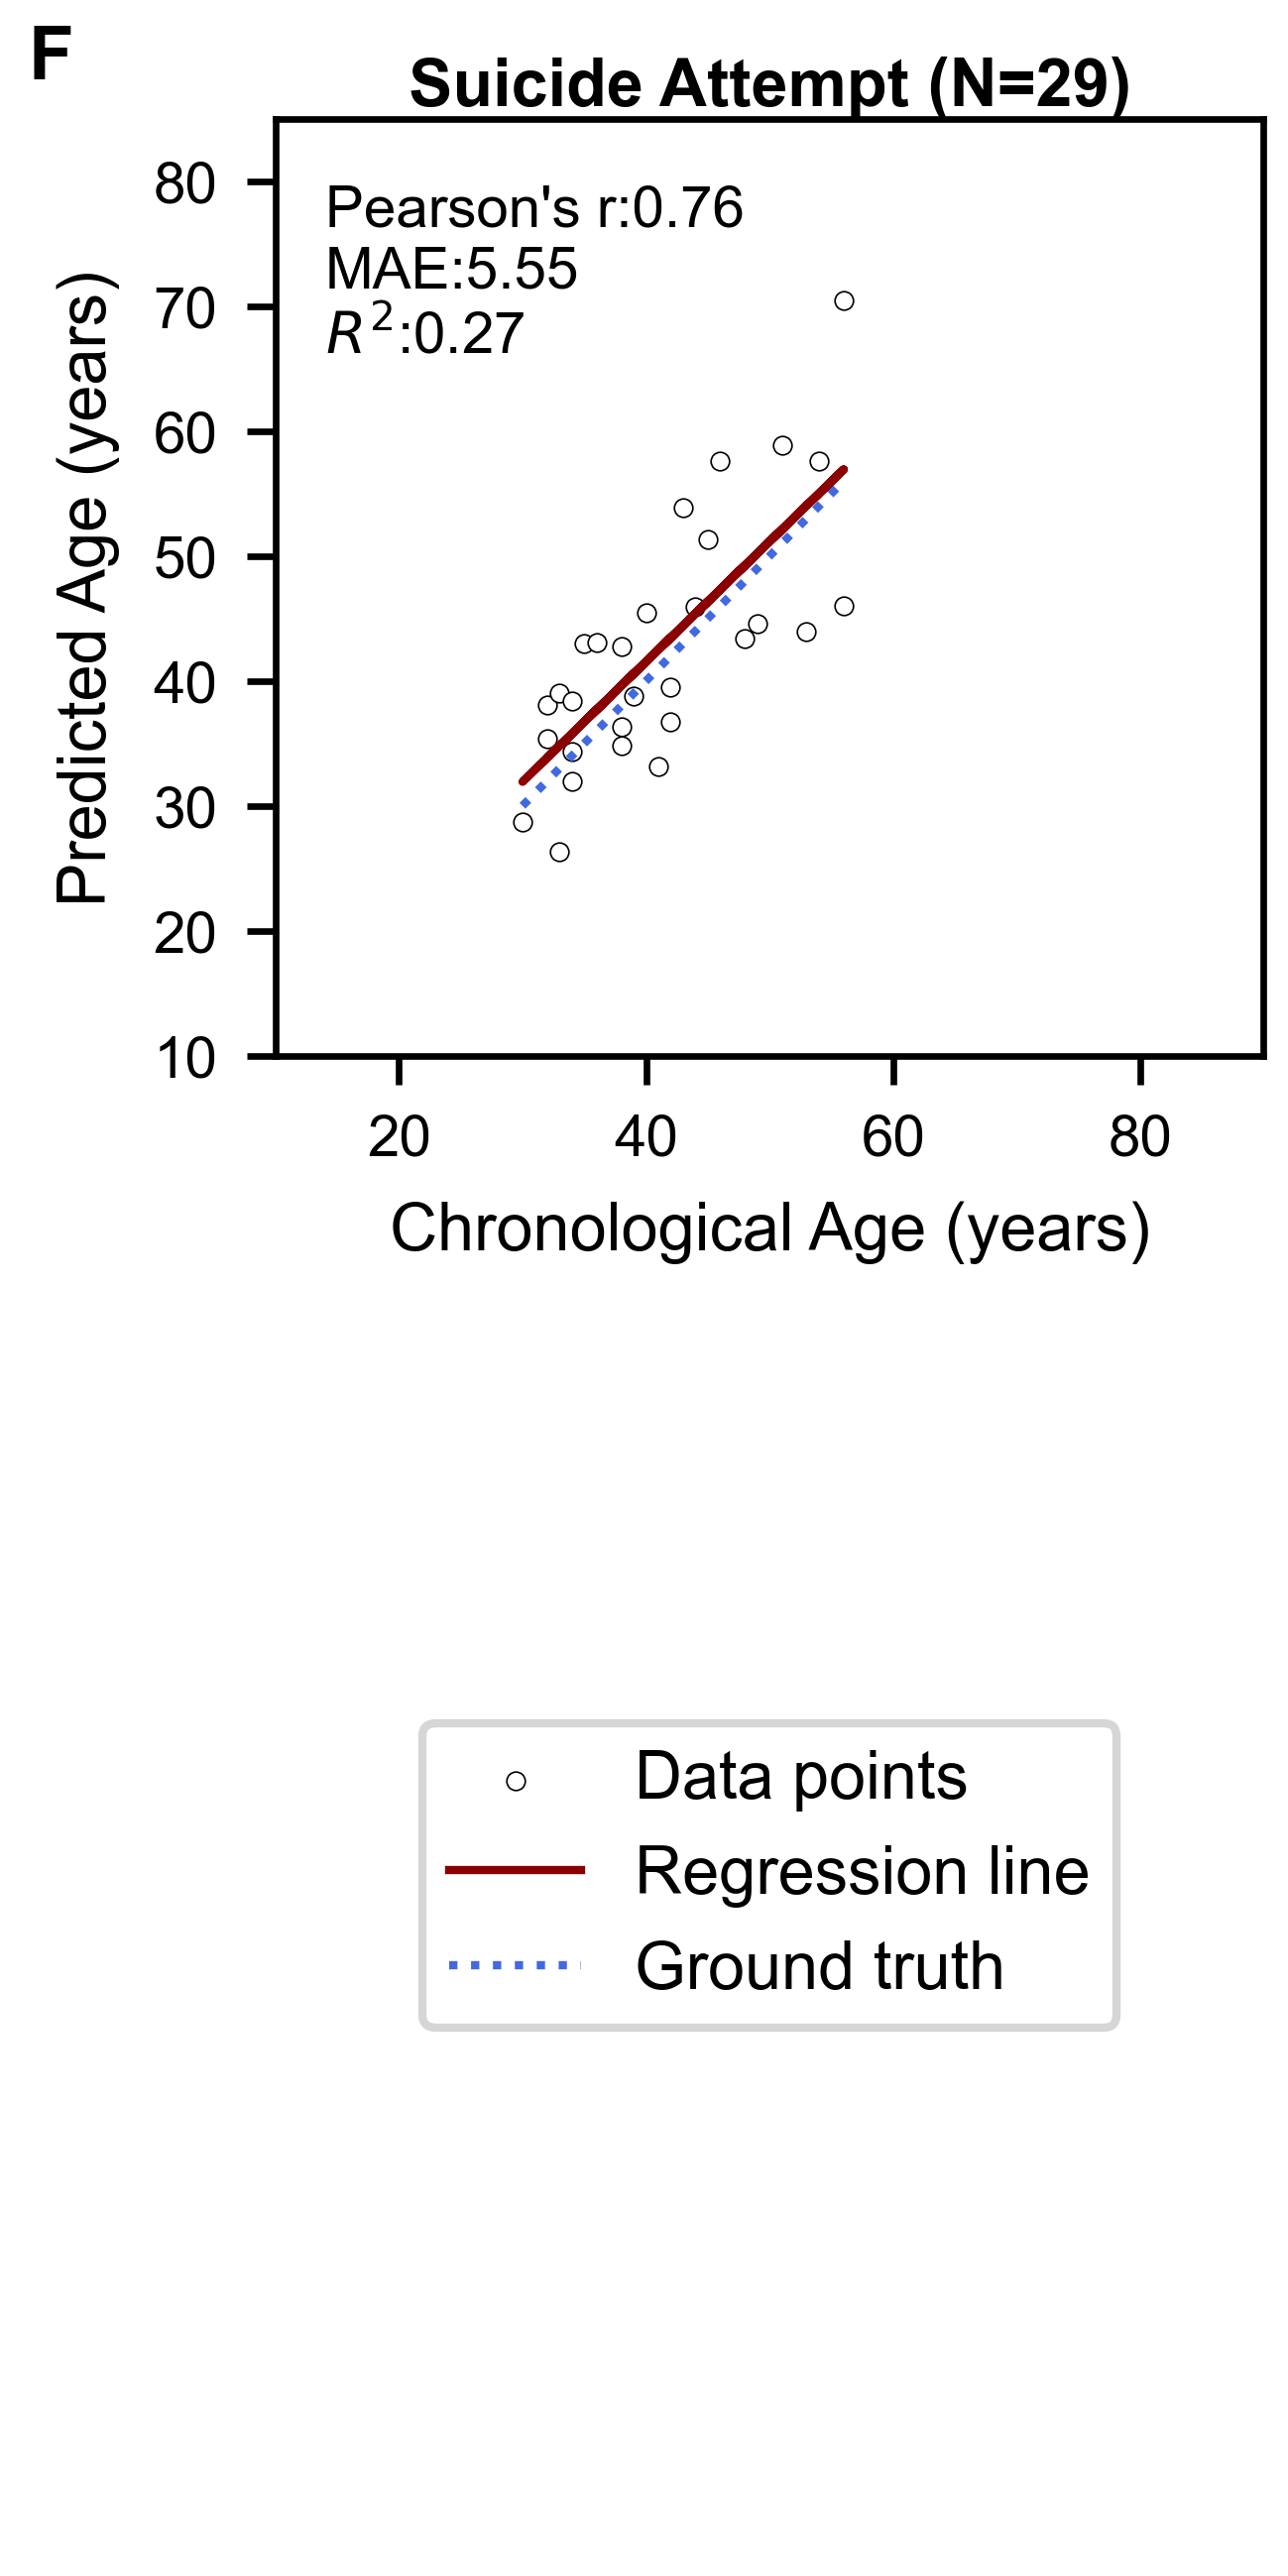 F
Suicide Attempt (N=29)
Pearson's r:0.76
MAE:5.55
R²:0.27
80
70
60
50
40
30
20
10
Predicted Age (years)
20 40 60 80
Chronological Age (years)
Data points
Regression line
Ground truth